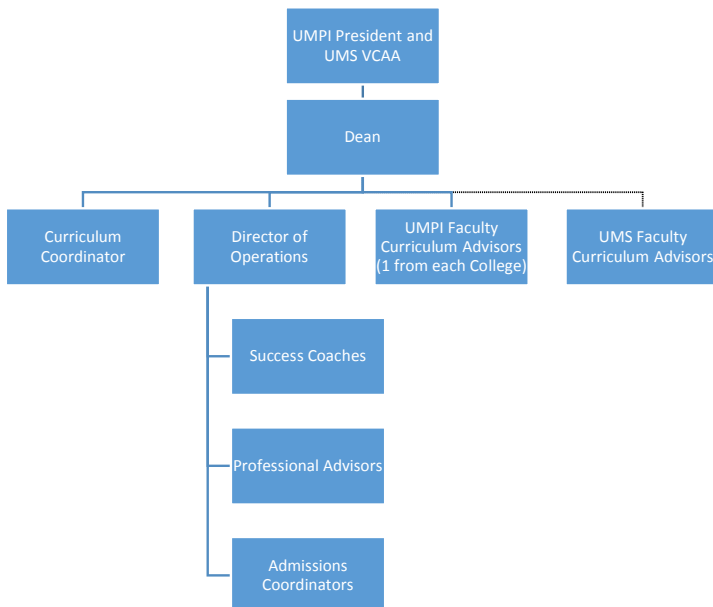 UMPI President and
UMS VCAA
Dean
Curriculum
Coordinator
Director of
Operations
UMPI Faculty
Curriculum Advisors
(1 from each College)
UMS Faculty
Curriculum Advisors
Success Coaches
Professional Advisors
Admissions
Coordinators